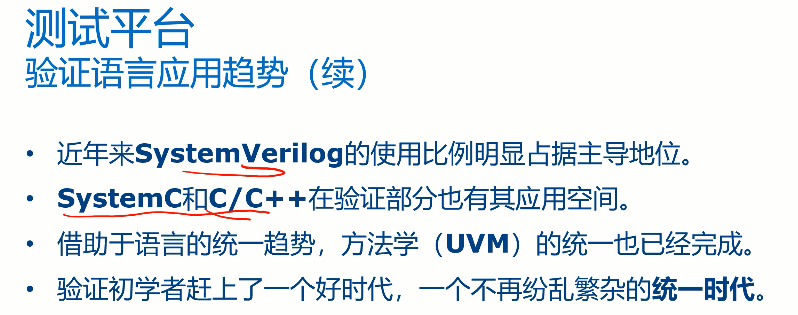 测试平台
验证语言应用趋势（续）
• 近年来SystemVerilog的使用比例明显占据主导地位。
• SystemC和C/C++在验证部分也有其应用空间。
• 借助于语言的统一趋势，方法学（UVM）的统一也已经完成。
• 验证初学者赶上了一个好时代，一个不再纷乱繁杂的统一时代。